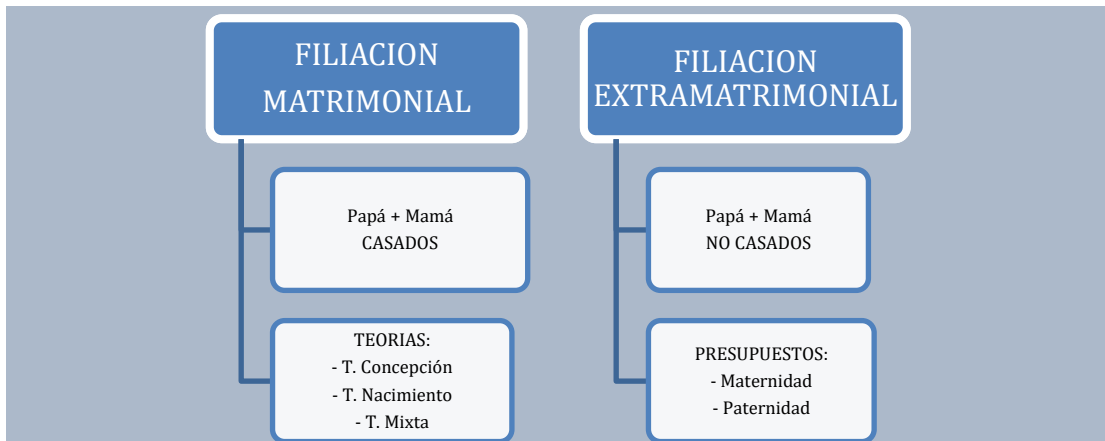 FILIACION
MATRIMONIAL
Papá + Mamá
CASADOS
TEORIAS:
- T. Concepción
- T. Nacimiento
- T. Mixta
FILIACION
EXTRAMATRIMONIAL
Papá + Mamá
NO CASADOS
PRESUPUESTOS:
- Maternidad
- Paternidad